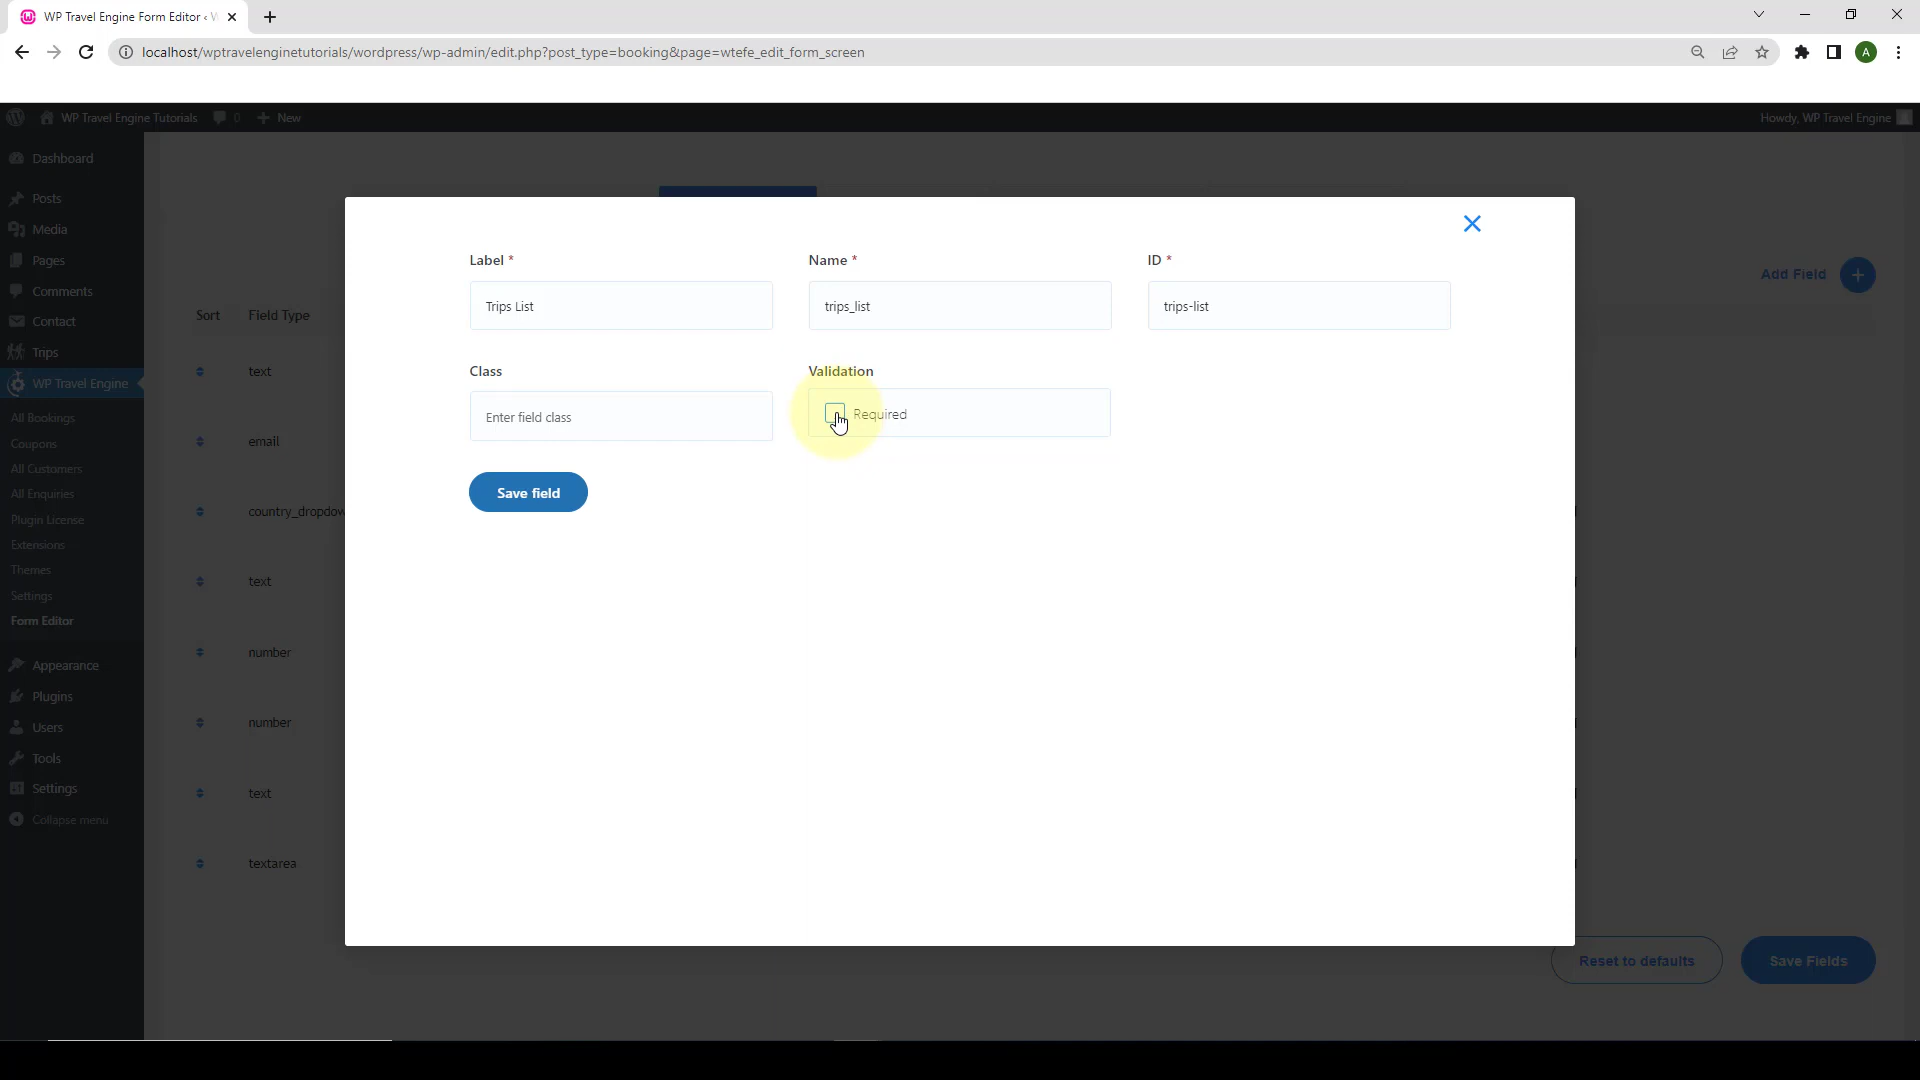 WP Travel Engine Form Editor ‹ W
localhost/wptravelenginetutorials/wordpress/wp-admin/edit.php?post_type=booking&page=wtefe_edit_form_screen
A
WP Travel Engine Tutorials
0
New
Howdy, WP Travel Engine
Dashboard
Posts
Media
Pages
Comments
Contact
Trips
WP Travel Engine
All Bookings
Coupons
All Customers
All Enquiries
Plugin License
Extensions
Themes
Settings
Form Editor
Appearance
Plugins
Users
Tools
Settings
Collapse menu
Add Field
Sort
Field Type
text
email
country_dropdow
text
number
number
text
textarea
Label *
Name *
ID *
Trips List
trips_list
trips-list
Class
Validation
Enter field class
Required
Save field
Reset to defaults
Save Fields